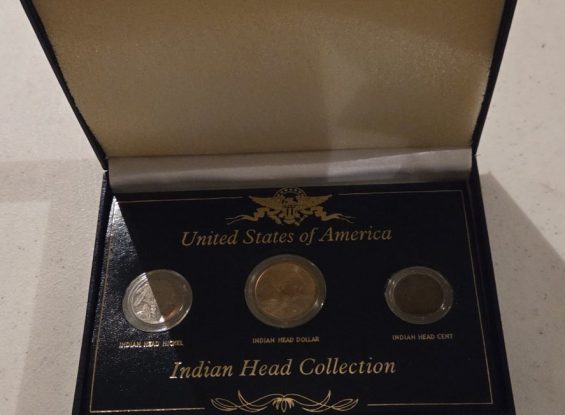 United States of America
INDIAN HEAD NICKEL
INDIAN HEAD DOLLAR
INDIAN HEAD CENT
Indian Head Collection